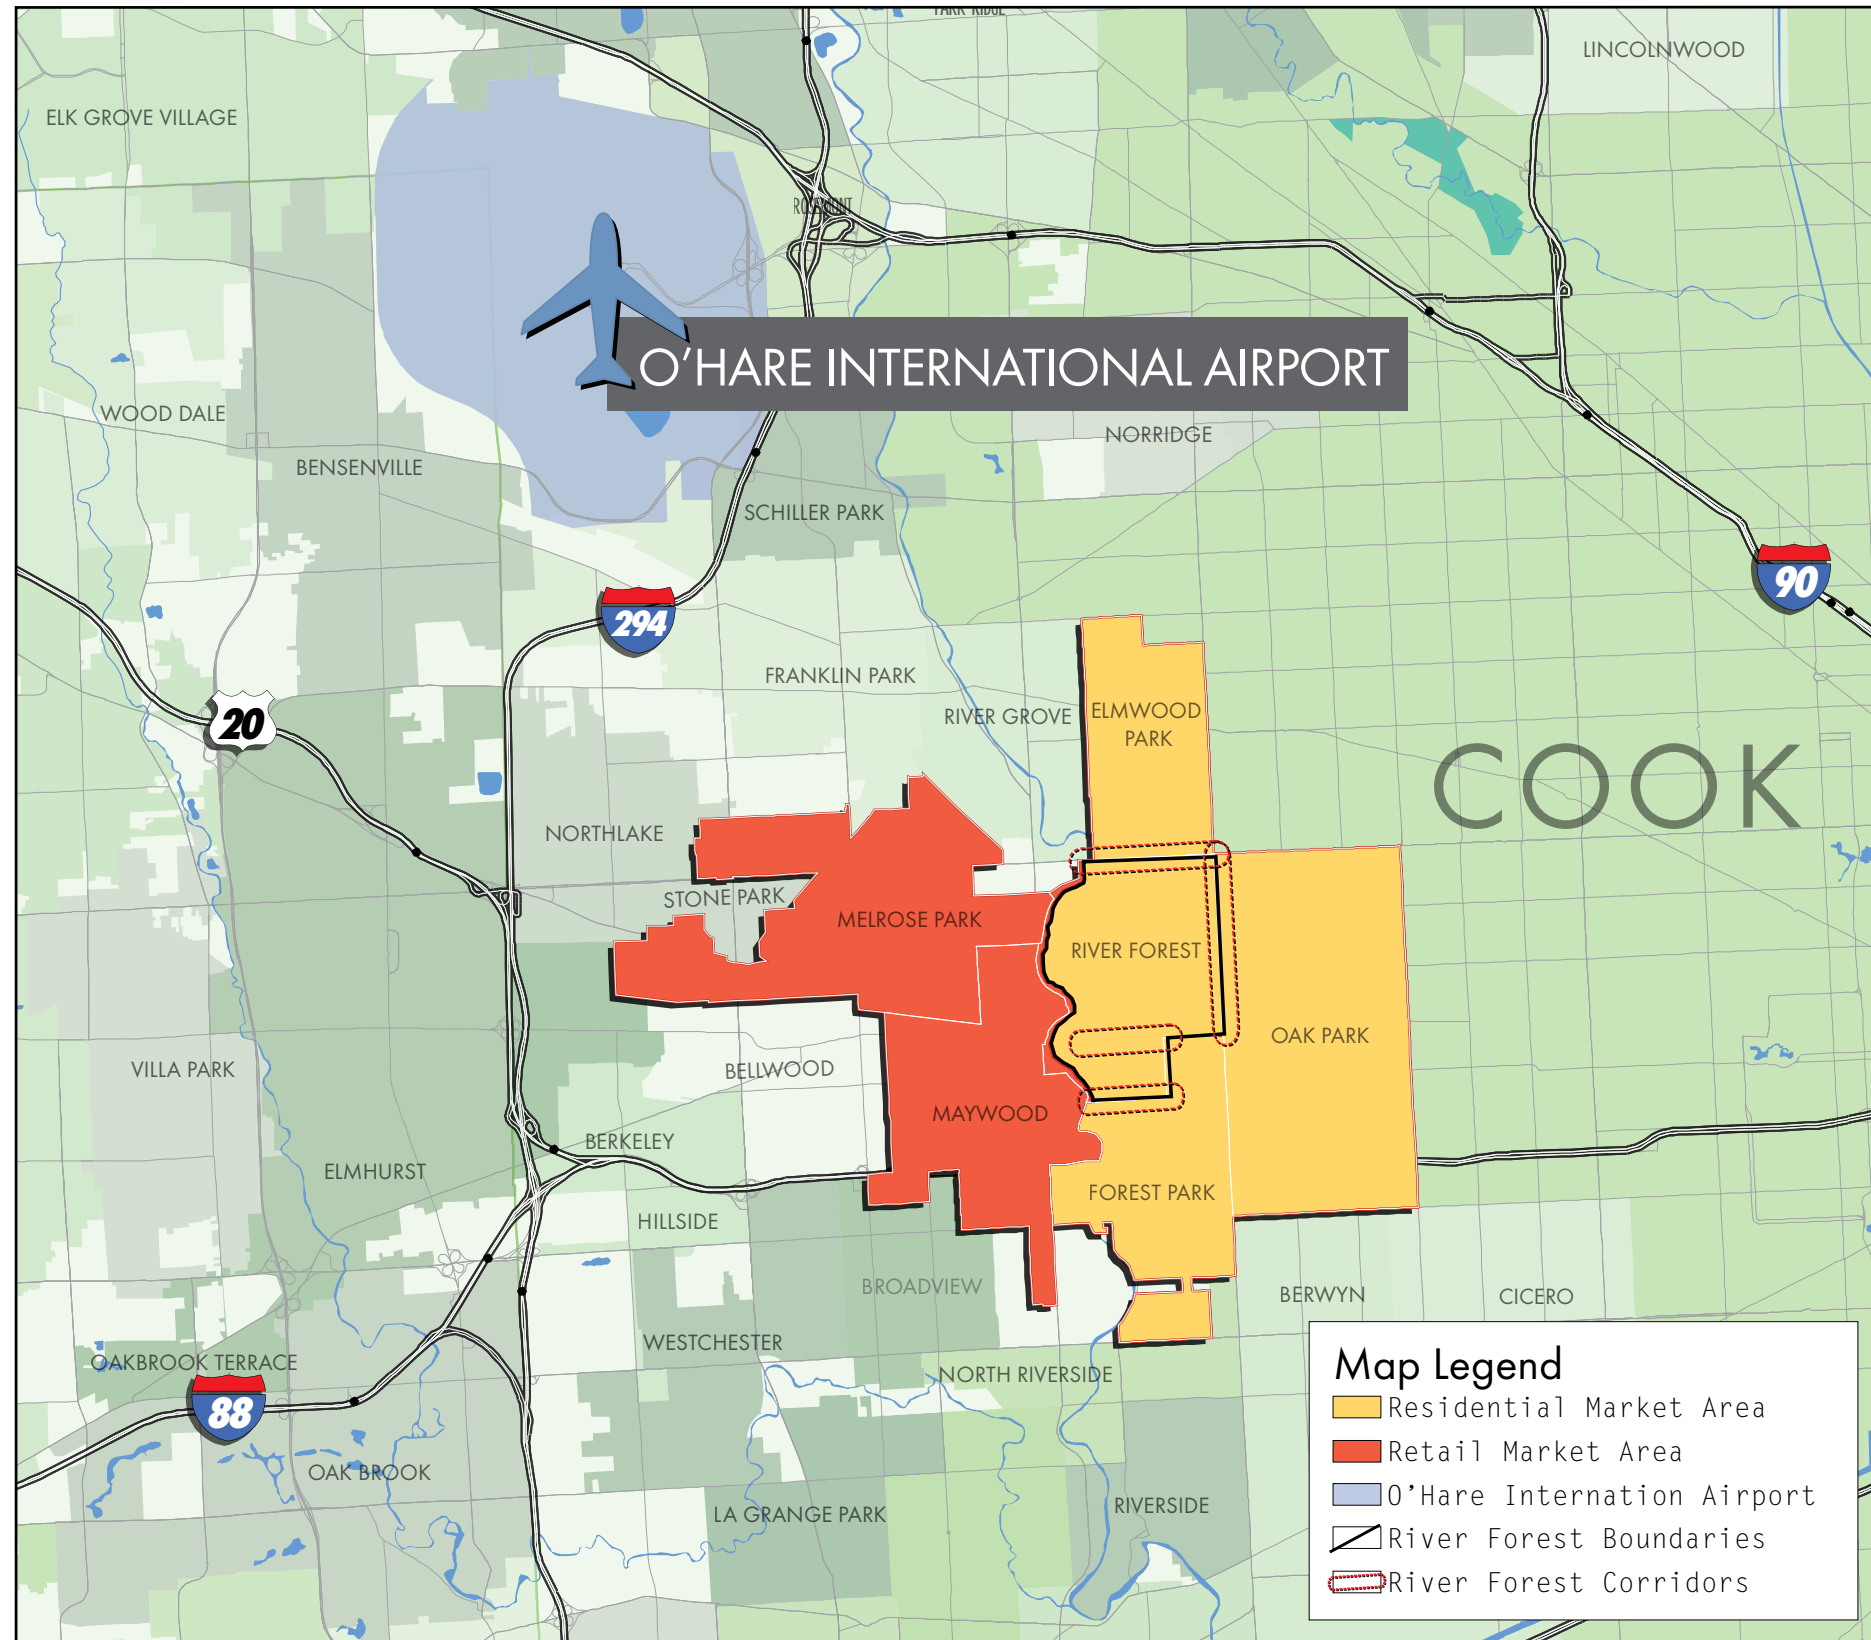 PARK RIDGE
LINCOLNWOOD
ELK GROVE VILLAGE
ROSEMONT
O'HARE INTERNATIONAL AIRPORT
WOOD DALE
NORRIDGE
BENSENVILLE
SCHILLER PARK
90
294
FRANKLIN PARK
RIVER GROVE
ELMWOOD
PARK
20
COOK
NORTHLAKE
STONE PARK
MELROSE PARK
RIVER FOREST
OAK PARK
VILLA PARK
BELLWOOD
MAYWOOD
BERKELEY
ELMHURST
FOREST PARK
HILLSIDE
BROADVIEW
BERWYN
CICERO
WESTCHESTER
OAKBROOK TERRACE
NORTH RIVERSIDE
88
OAK BROOK
LA GRANGE PARK
RIVERSIDE
Map Legend
Residential Market Area
Retail Market Area
O'Hare Internation Airport
River Forest Boundaries
River Forest Corridors